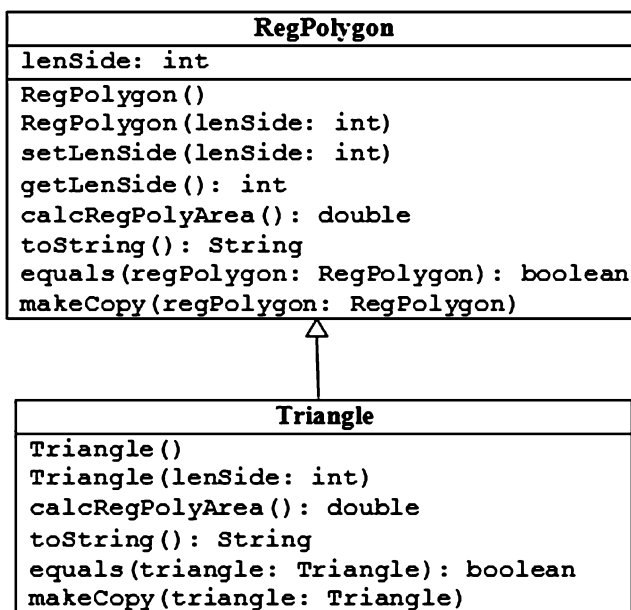 RegPolygon
lenSide: int
RegPolygon()
RegPolygon(lenSide: int)
setLenSide(lenSide: int)
getLenSide(): int
calcRegPolyArea(): double
toString(): String
equals(regPolygon: RegPolygon): boolean
makeCopy(regPolygon: RegPolygon)
Triangle
Triangle()
Triangle(lenSide: int)
calcRegPolyArea(): double
toString(): String
equals(triangle: Triangle): boolean
makeCopy(triangle: Triangle)